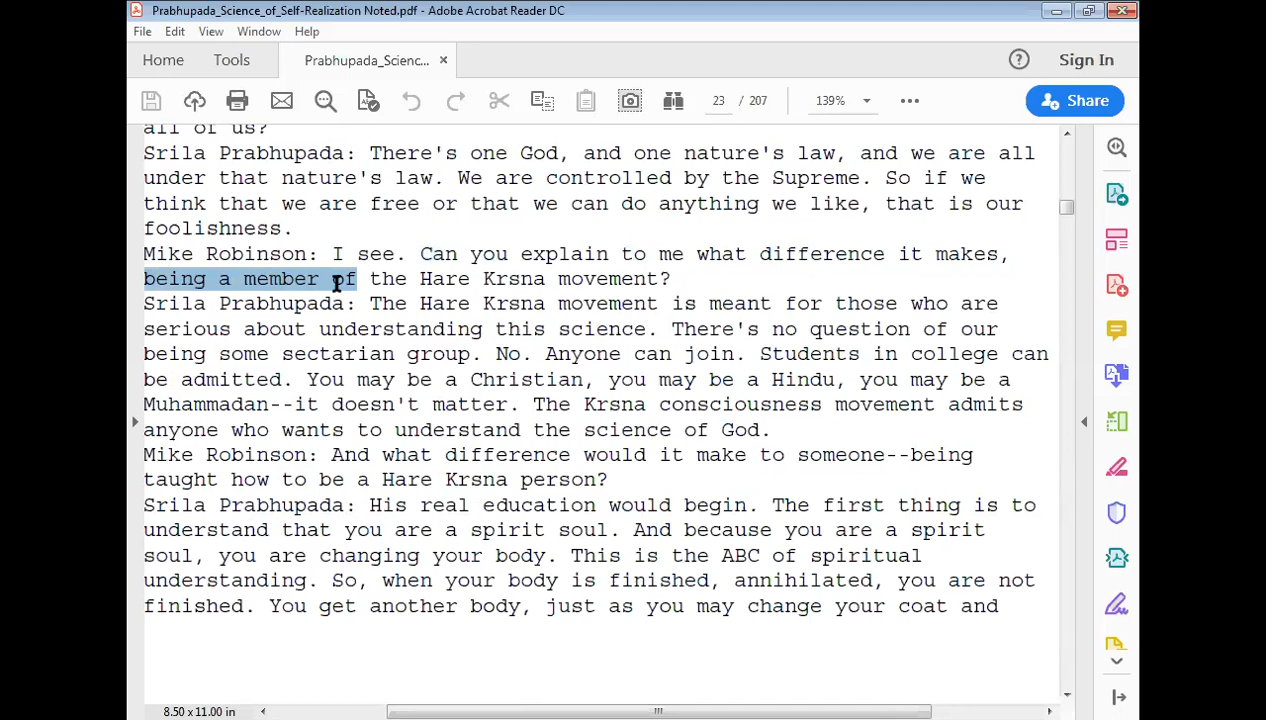 Prabhupada_Science_of_Self-Realization Noted.pdf - Adobe Acrobat Reader DC
File Edit View Window Help
Home Tools Prabhupada_Scienc... × ? Sign In
23 / 207 139% Share
all of us?
Srila Prabhupada: There's one God, and one nature's law, and we are all
under that nature's law. We are controlled by the Supreme. So if we
think that we are free or that we can do anything we like, that is our
foolishness.
Mike Robinson: I see. Can you explain to me what difference it makes,
being a member of the Hare Krsna movement?
Srila Prabhupada: The Hare Krsna movement is meant for those who are
serious about understanding this science. There's no question of our
being some sectarian group. No. Anyone can join. Students in college can
be admitted. You may be a Christian, you may be a Hindu, you may be a
Muhammadan--it doesn't matter. The Krsna consciousness movement admits
anyone who wants to understand the science of God.
Mike Robinson: And what difference would it make to someone--being
taught how to be a Hare Krsna person?
Srila Prabhupada: His real education would begin. The first thing is to
understand that you are a spirit soul. And because you are a spirit
soul, you are changing your body. This is the ABC of spiritual
understanding. So, when your body is finished, annihilated, you are not
finished. You get another body, just as you may change your coat and
8.50 x 11.00 in